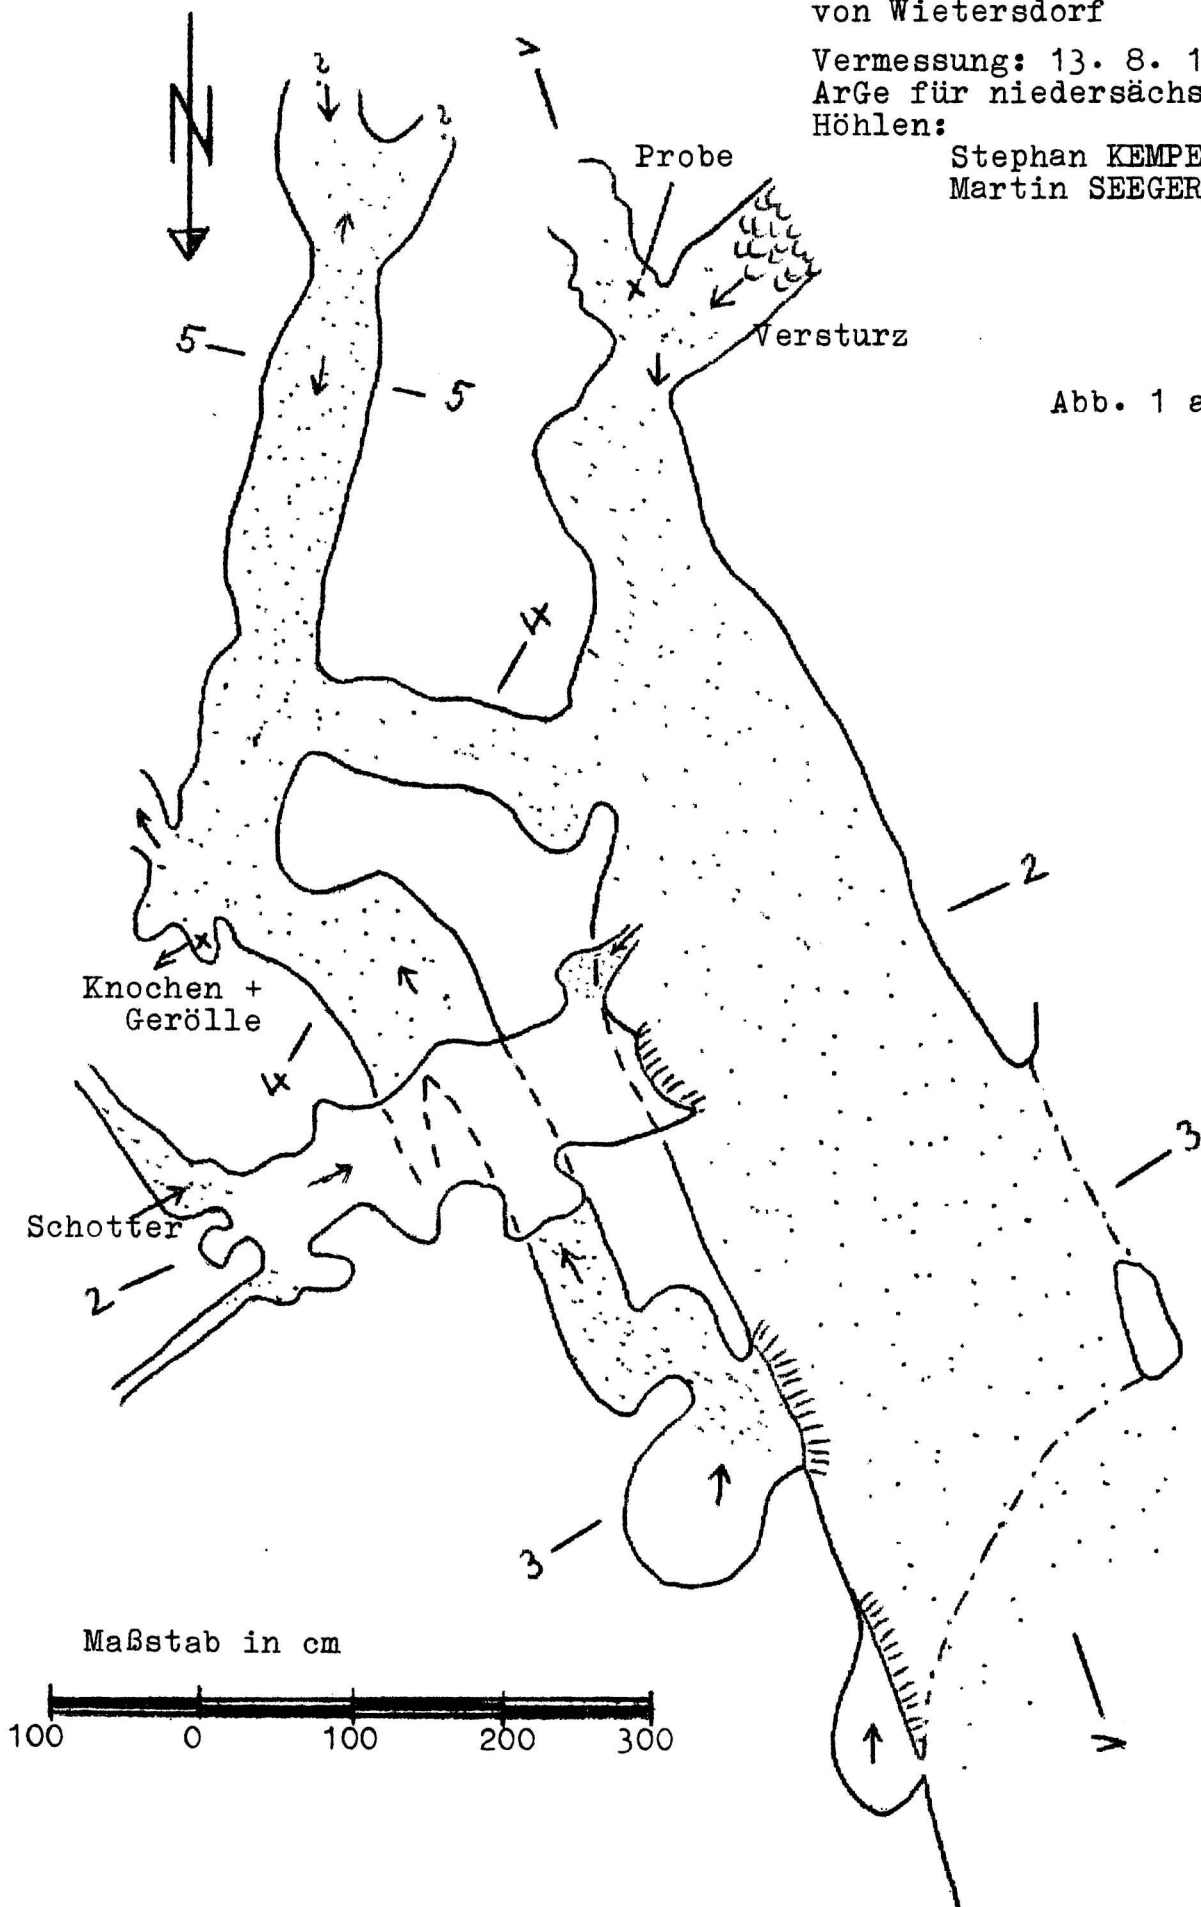 von Wietersdorf
Vermessung: 13. 8. 1
ArGe für niedersächs
Höhlen:
Stephan KEMPE
Martin SEEGER
N
?
?
>
Probe
Versturz
Abb. 1 a
5
5
4
2
Knochen +
Gerölle
4
3
Schotter
2
3
Maßstab in cm
100 0 100 200 300
>